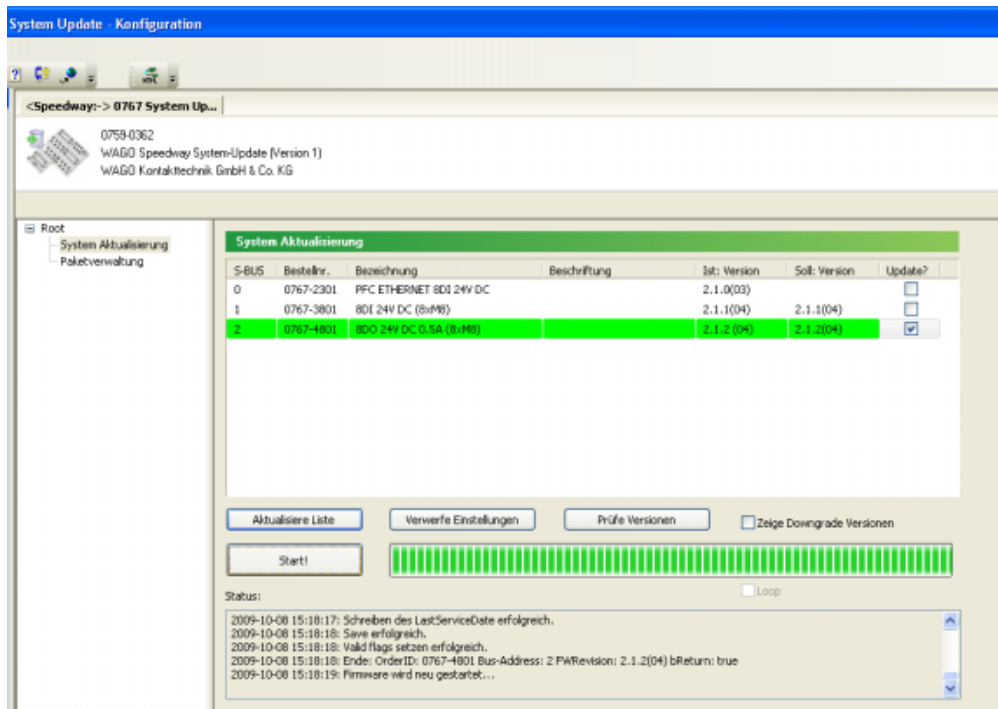 System Update - Konfiguration
<Speedway:-> 0767 System Up...
0759-0362
WAGO Speedway System-Update (Version 1)
WAGO Kontakttechnik GmbH & Co. KG
Root
System Aktualisierung
Paketverwaltung
System Aktualisierung
S-BUS Bestellnr. Bezeichnung Beschriftung Ist: Version Soll: Version Update?
0 0767-2301 PFC ETHERNET 8DI 24V DC 2.1.0(03)
1 0767-3801 8DI 24V DC (8xM8) 2.1.1(04) 2.1.1(04)
2 0767-4801 8DO 24V DC 0.5A (8xM8) 2.1.2 (04) 2.1.2(04)
Aktualisiere Liste Verwerfe Einstellungen Prüfe Versionen Zeige Downgrade Versionen
Start!
Loop
Status:
2009-10-08 15:18:17: Schreiben des LastServiceDate erfolgreich.
2009-10-08 15:18:18: Save erfolgreich.
2009-10-08 15:18:18: Valid flags setzen erfolgreich.
2009-10-08 15:18:18: Ende: OrderID: 0767-4801 Bus-Address: 2 FWRevision: 2.1.2(04) bReturn: true
2009-10-08 15:18:19: Firmware wird neu gestartet...